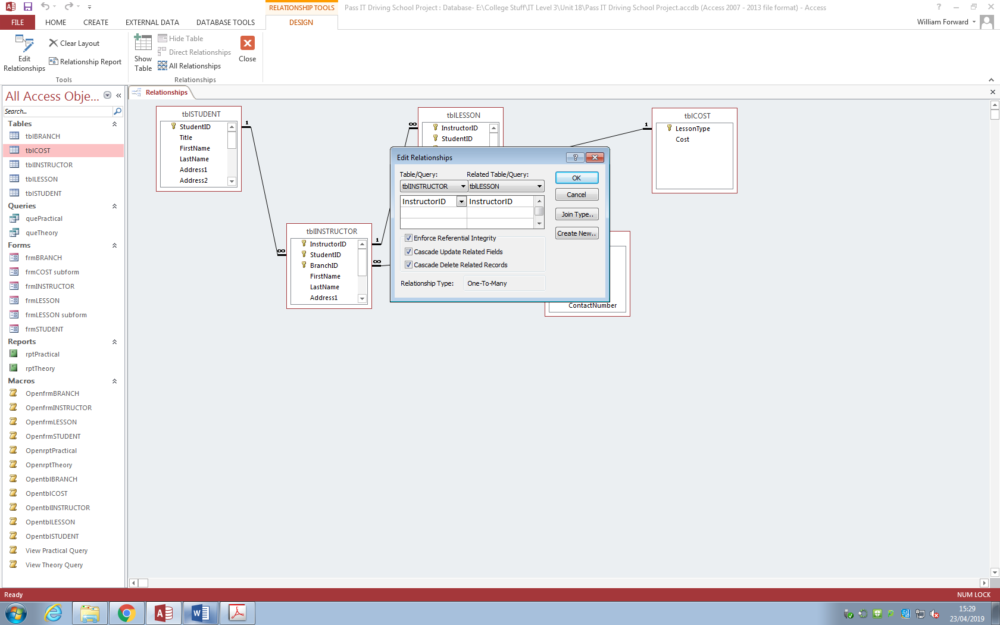 RELATIONSHIP TOOLS
Pass IT Driving School Project : Database- E:\College Stuff\IT Level 3\Unit 18\Pass IT Driving School Project.accdb (Access 2007 - 2013 file format) - Access
FILE HOME CREATE EXTERNAL DATA DATABASE TOOLS DESIGN
William Forward
Edit Relationships
Clear Layout
Relationship Report
Tools
Show Table
Hide Table
Direct Relationships
All Relationships
Close
Relationships
All Access Obje...
Search...
Tables
tblBRANCH
tblCOST
tblINSTRUCTOR
tblLESSON
tblSTUDENT
Queries
quePractical
queTheory
Forms
frmBRANCH
frmCOST subform
frmINSTRUCTOR
frmLESSON
frmLESSON subform
frmSTUDENT
Reports
rptPractical
rptTheory
Macros
OpenfrmBRANCH
OpenfrmINSTRUCTOR
OpenfrmLESSON
OpenfrmSTUDENT
OpenrptPractical
OpenrptTheory
OpentblBRANCH
OpentblCOST
OpentblINSTRUCTOR
OpentblLESSON
OpentblSTUDENT
View Practical Query
View Theory Query
Relationships
tblSTUDENT
StudentID
Title
FirstName
LastName
Address1
Address2
1
∞
tblINSTRUCTOR
InstructorID
StudentID
BranchID
FirstName
LastName
Address1
1
∞
∞
tblLESSON
InstructorID
StudentID
1
tblCOST
LessonType
Cost
ContactNumber
Edit Relationships
Table/Query: Related Table/Query:
tblINSTRUCTOR tblLESSON
InstructorID InstructorID
Enforce Referential Integrity
Cascade Update Related Fields
Cascade Delete Related Records
Relationship Type: One-To-Many
OK
Cancel
Join Type..
Create New..
Ready
NUM LOCK
15:29
23/04/2019